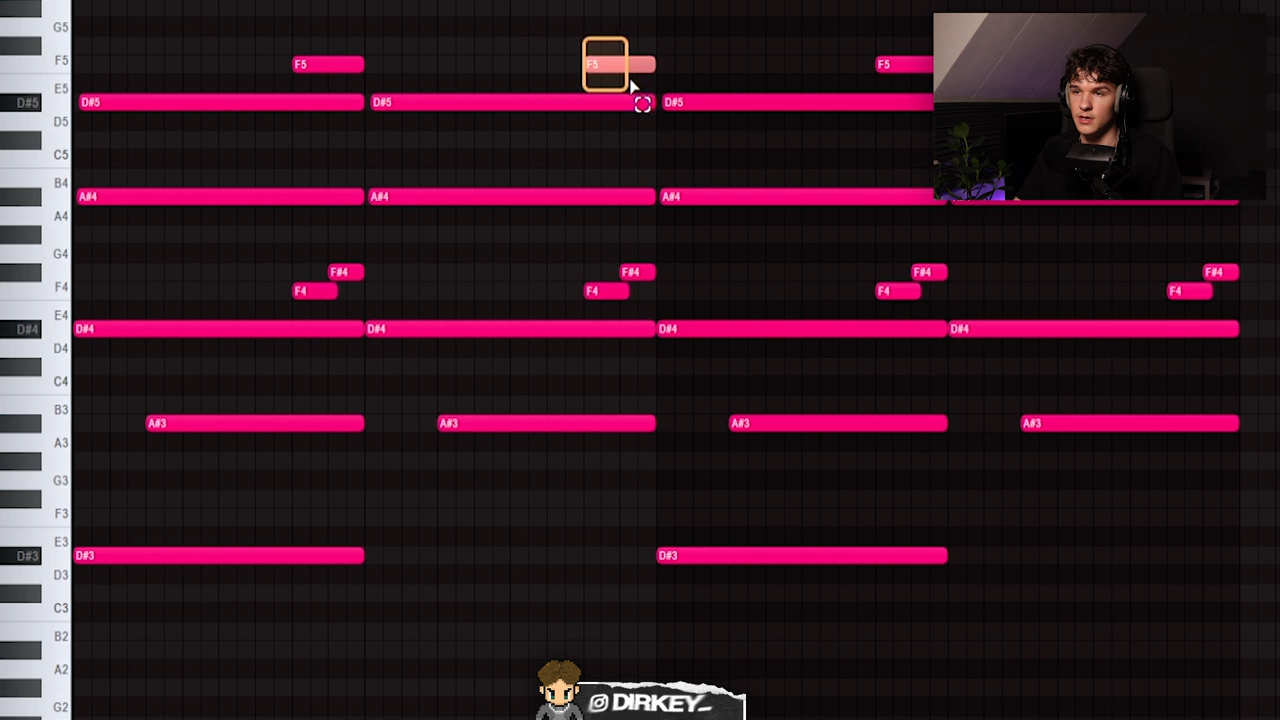 G5
F5 F5 F5 F5
E5
D#5 D#5 D#5 D#5
D5
C5
B4
A#4 A#4 A#4
A4
G4
F#4 F#4 F#4 F#4
F4 F4 F4 F4 F4
E4
D#4 D#4 D#4 D#4 D#4
D4
C4
B3
A#3 A#3 A#3 A#3
A3
G3
F3
E3
D#3 D#3 D#3
D3
C3
B2
A2
G2
DIRKEY_